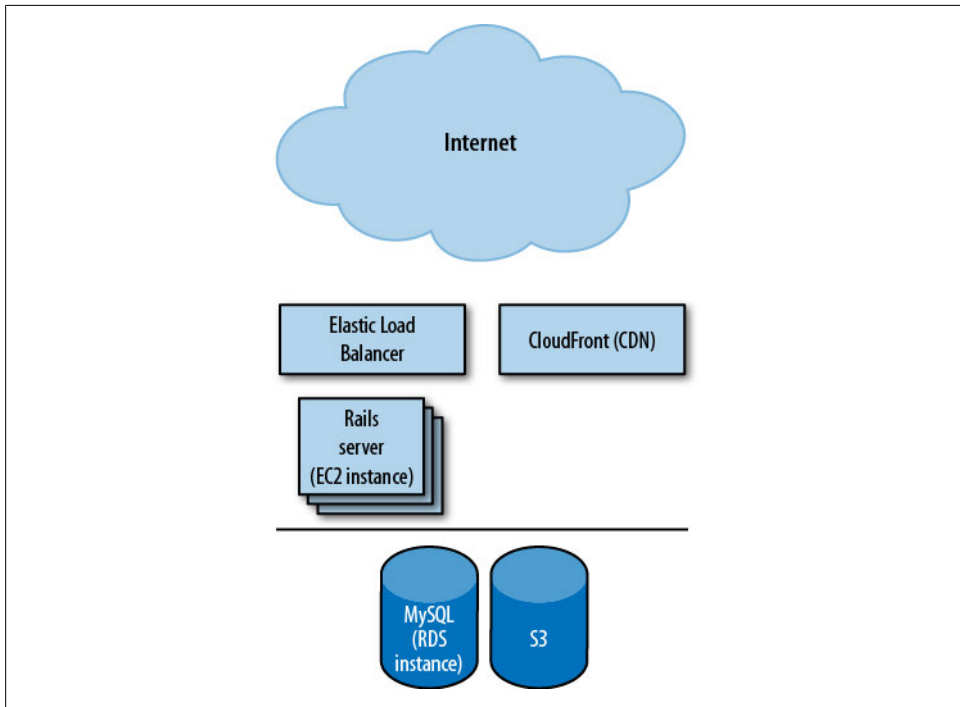 Internet
Elastic Load
Balancer
CloudFront (CDN)
Rails
server
(EC2 instance)
MySQL
(RDS
instance)
S3